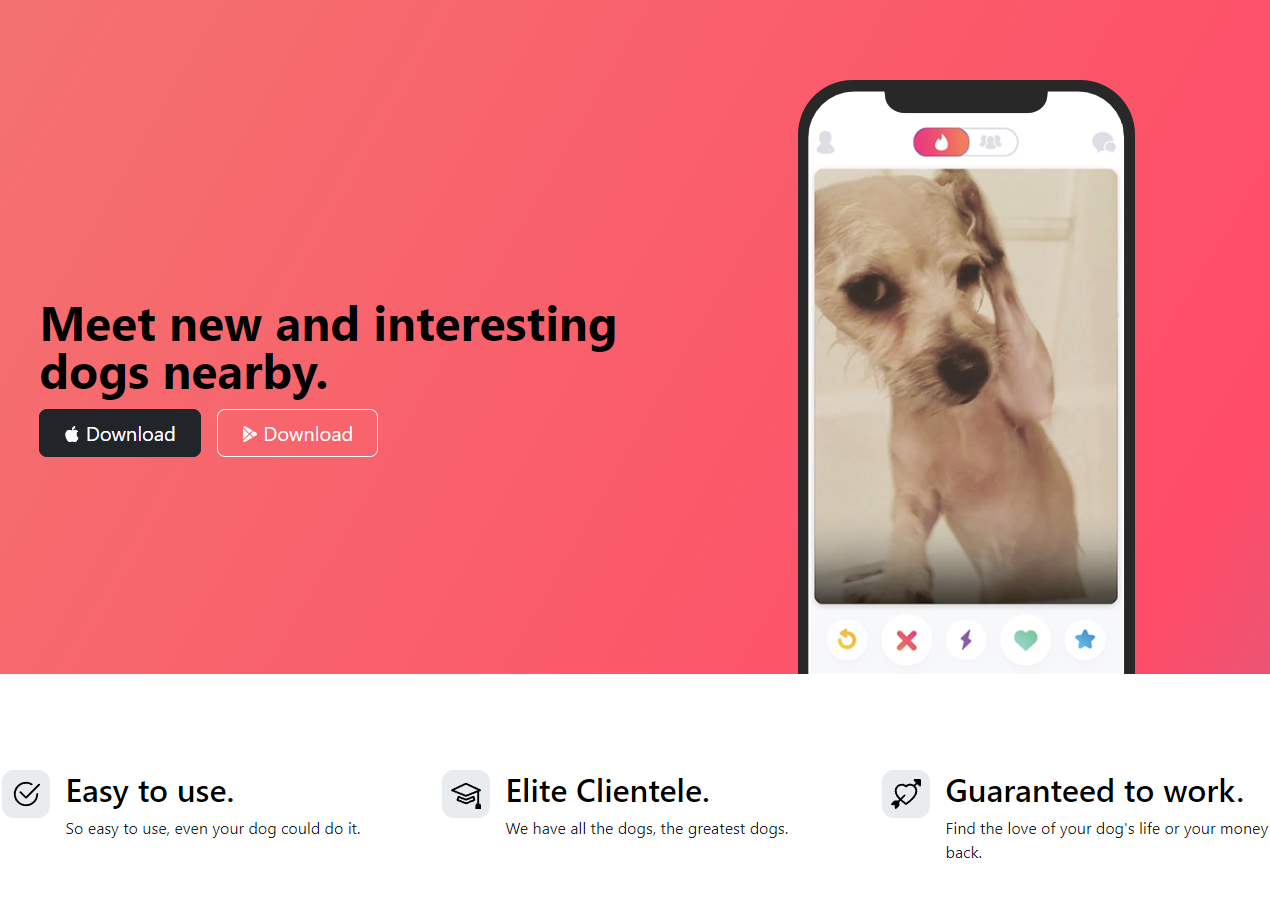 Meet new and interesting
dogs nearby.
Download
Download
Easy to use.
So easy to use, even your dog could do it.
Elite Clientele.
We have all the dogs, the greatest dogs.
Guaranteed to work.
Find the love of your dog's life or your money
back.